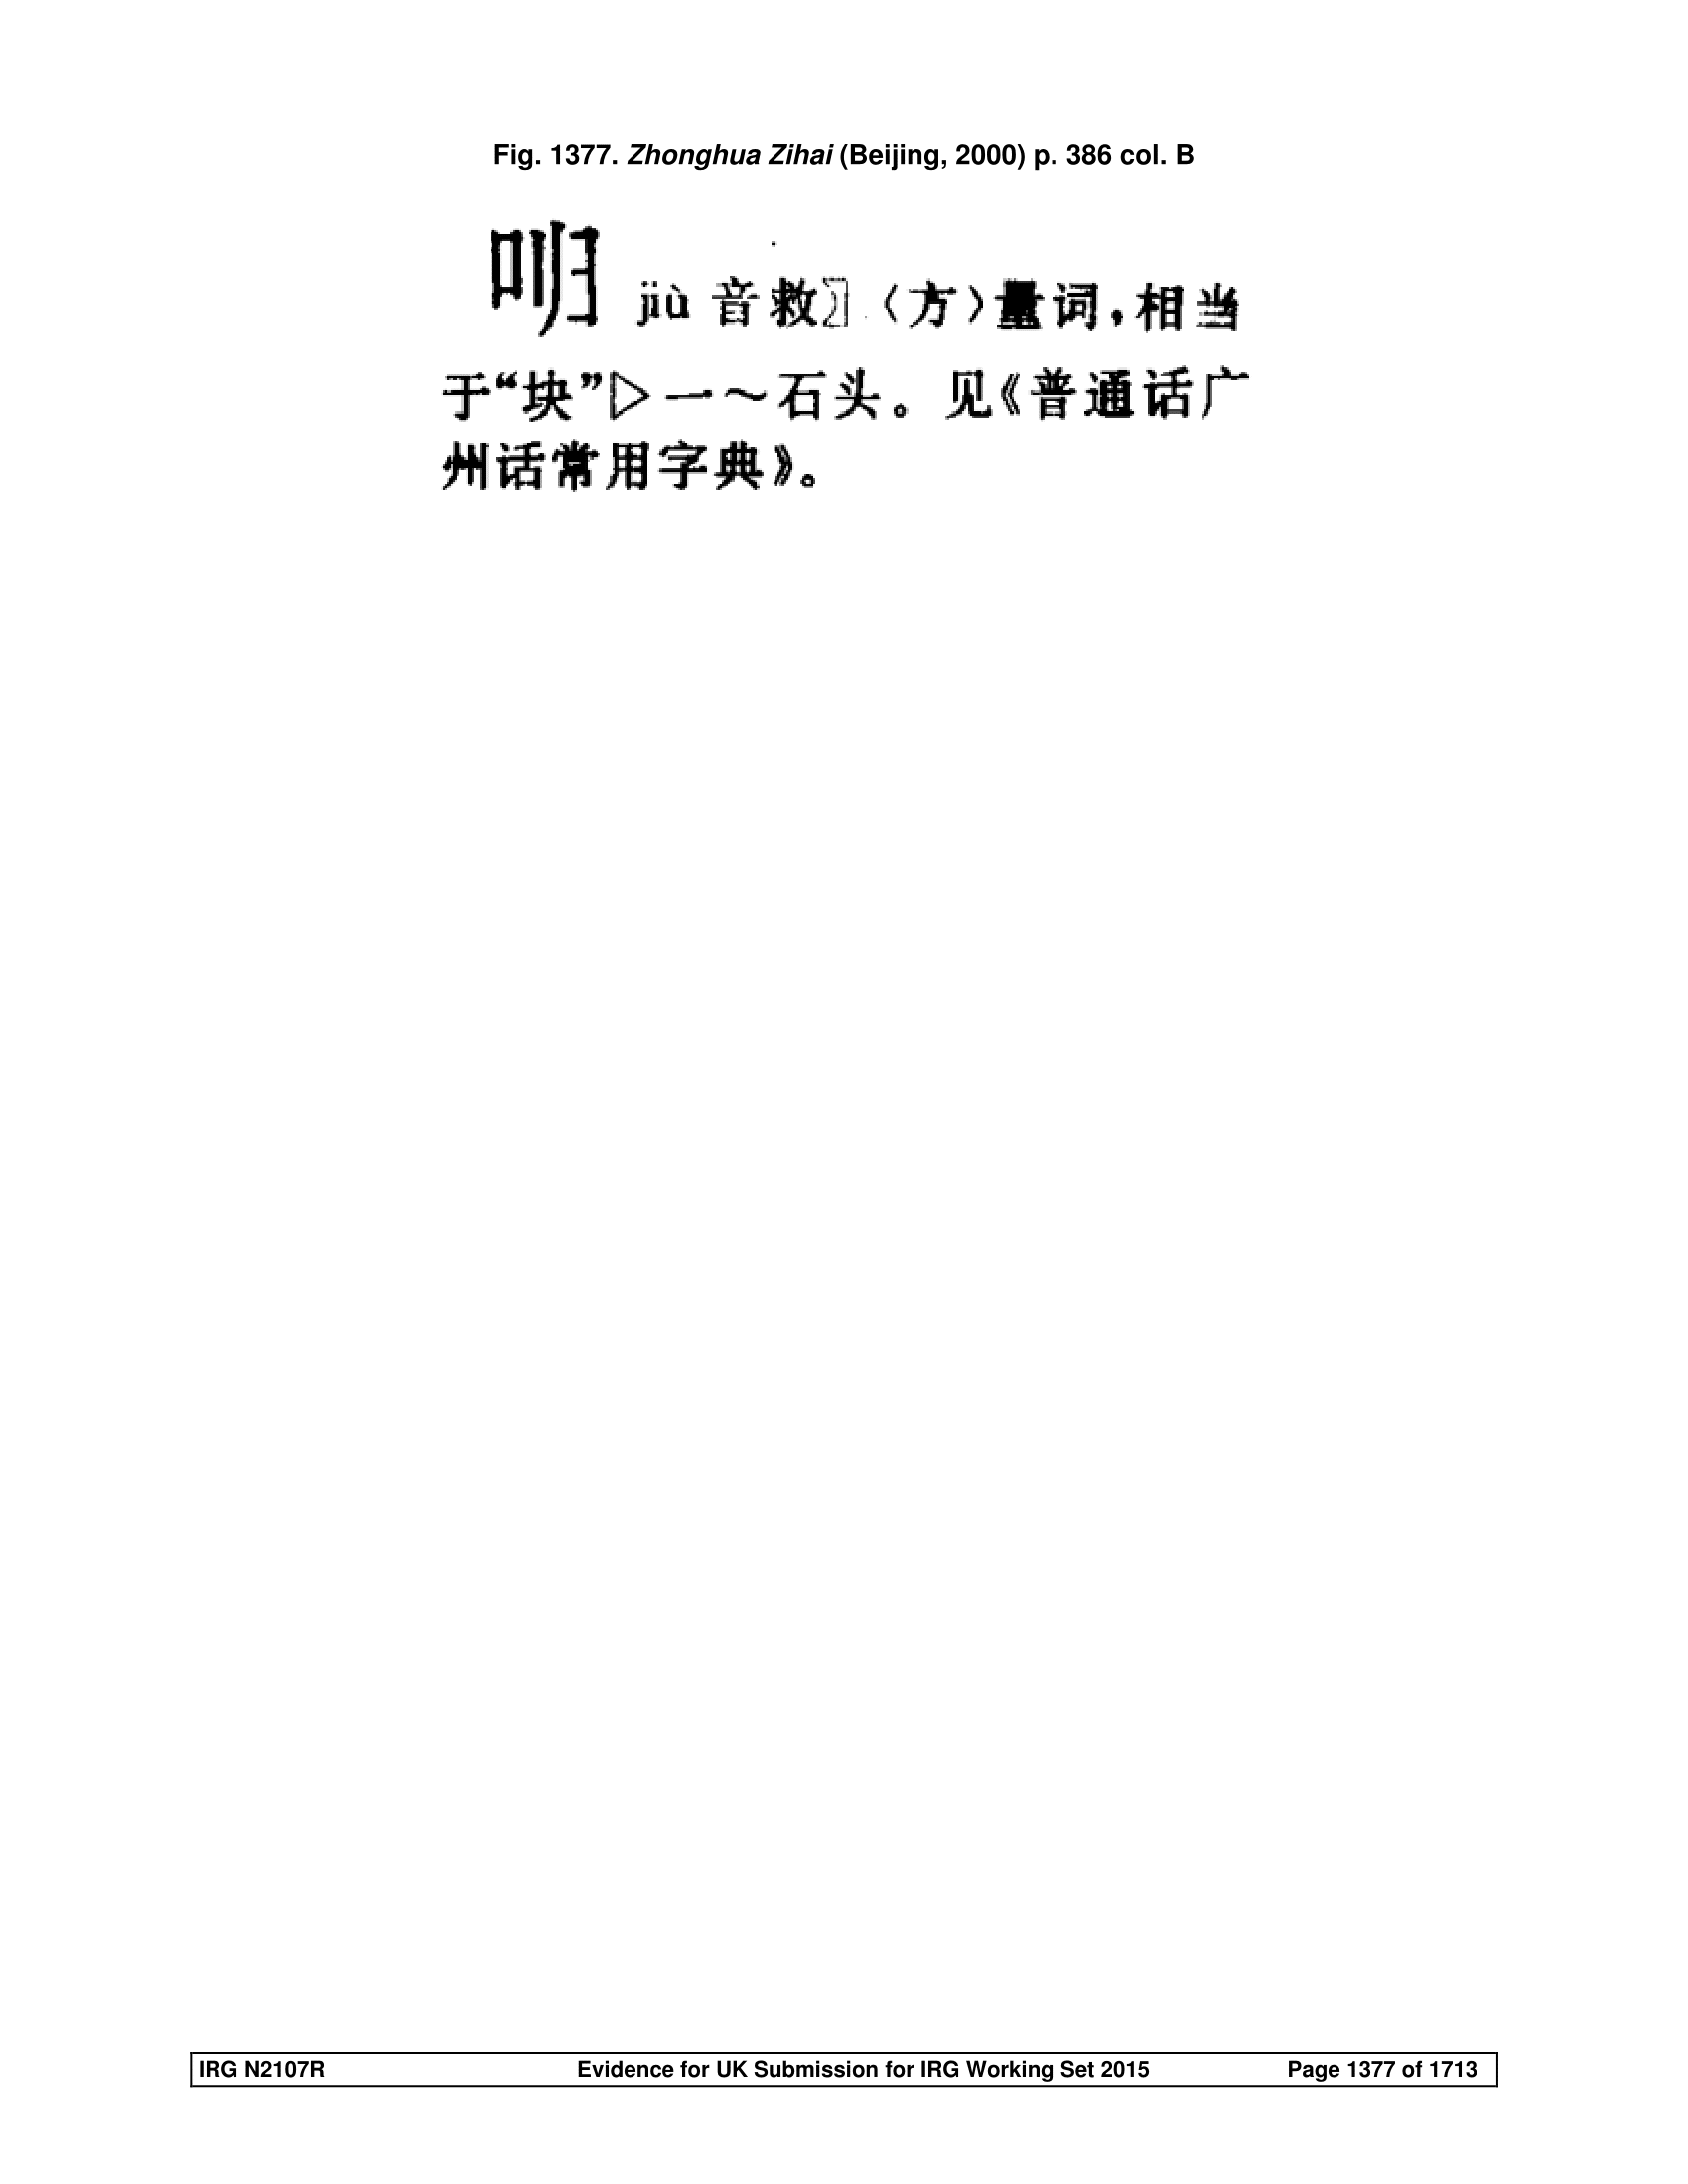 Fig. 1377. Zhonghua Zihai (Beijing, 2000) p. 386 col. B
jiù 音救〗〈方〉量词，相当
于“块”▷一～石头。见《普通话广
州话常用字典》。
IRG N2107R Evidence for UK Submission for IRG Working Set 2015 Page 1377 of 1713